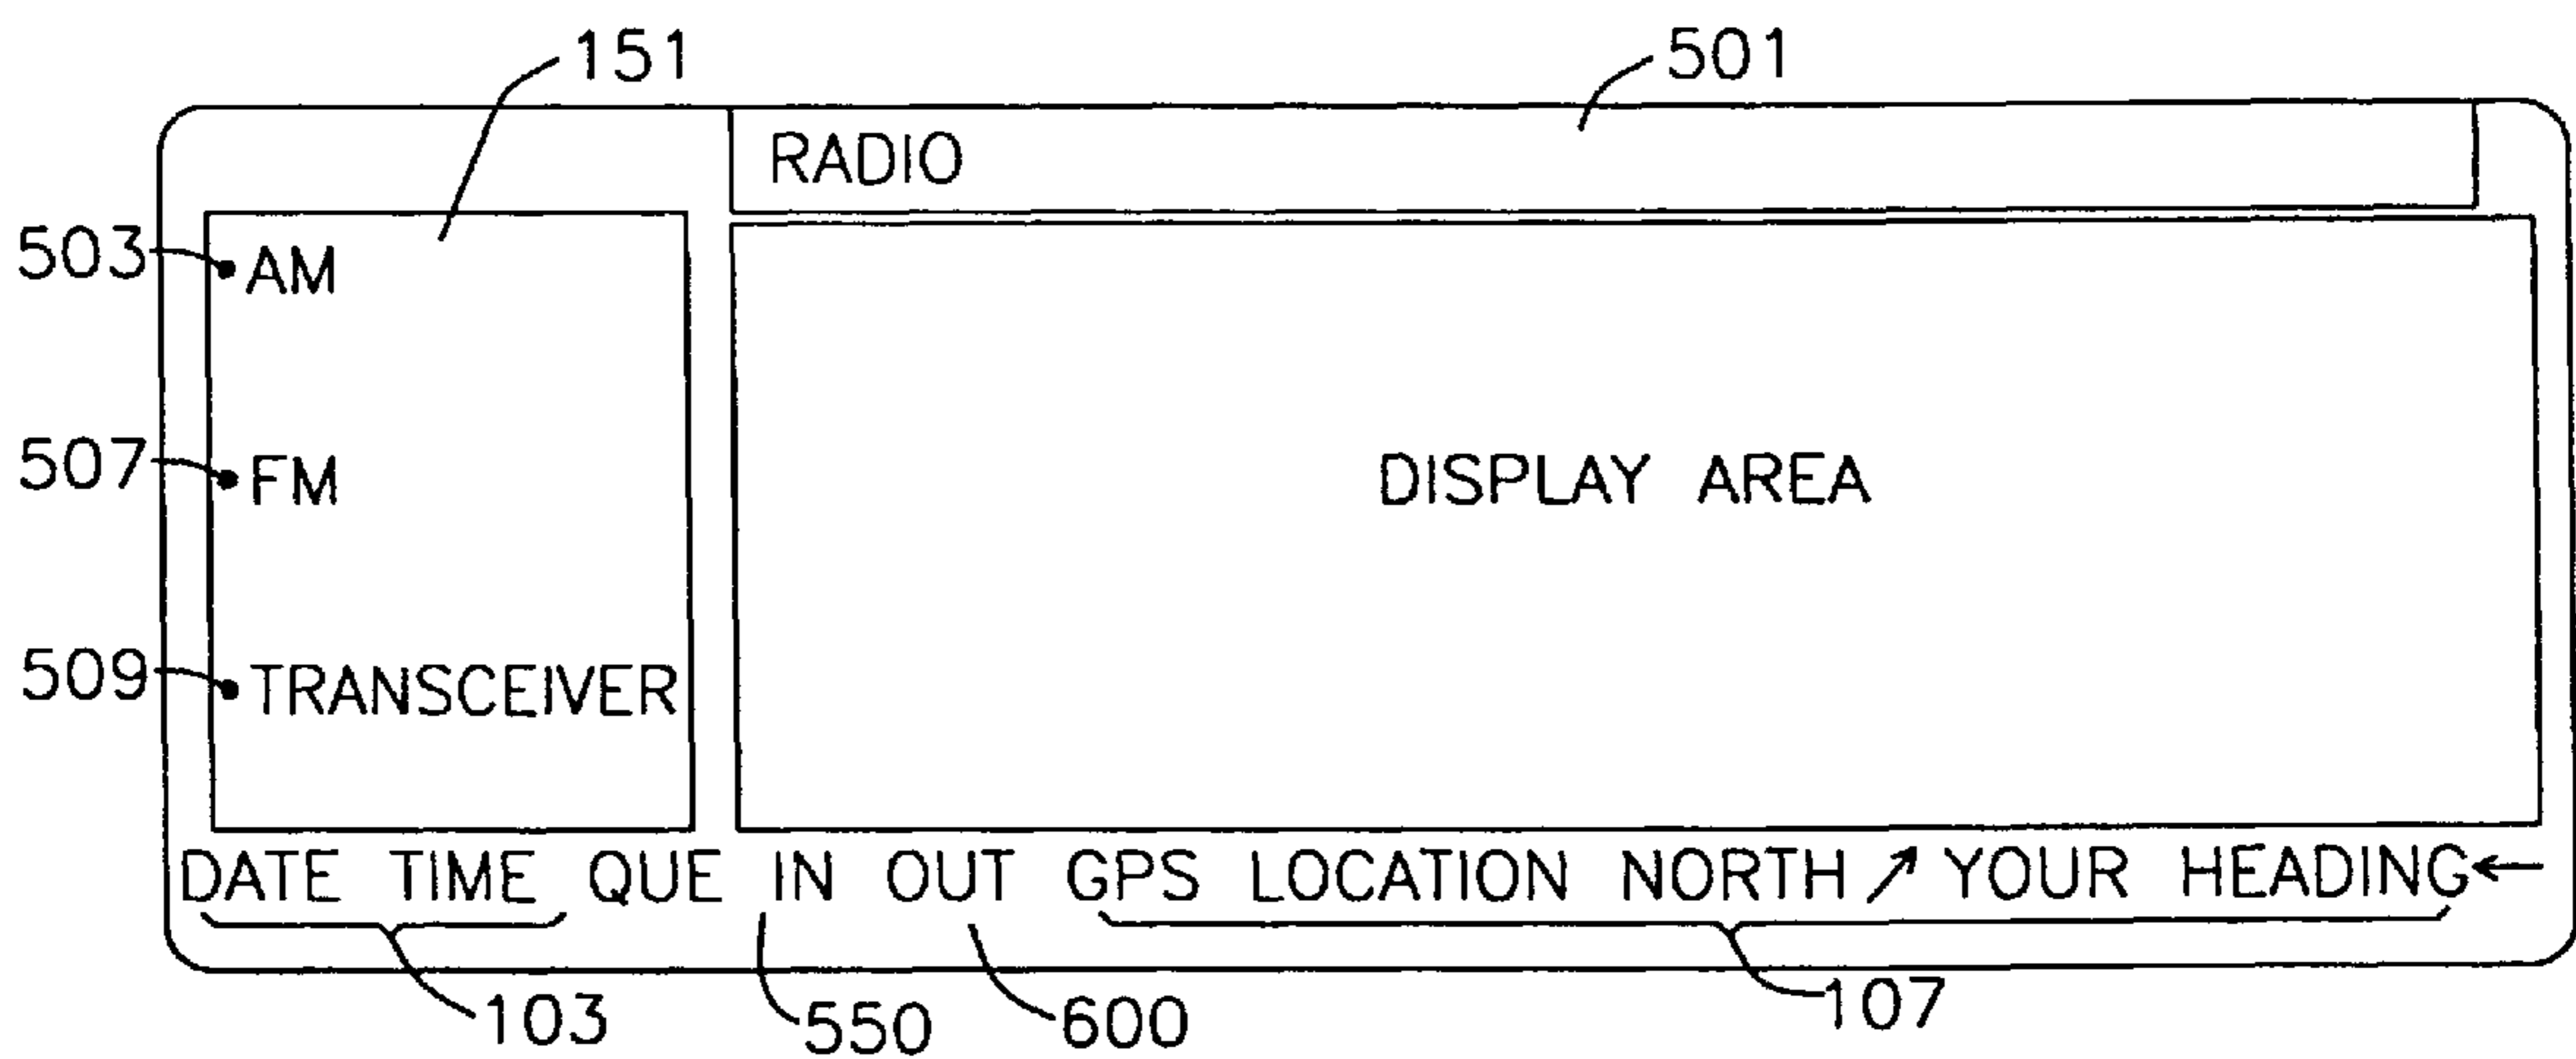 151
501
RADIO
503 AM
507 FM
DISPLAY AREA
509 TRANSCEIVER
DATE TIME QUE IN OUT GPS LOCATION NORTH ↗ YOUR HEADING ←
103
550
600
107